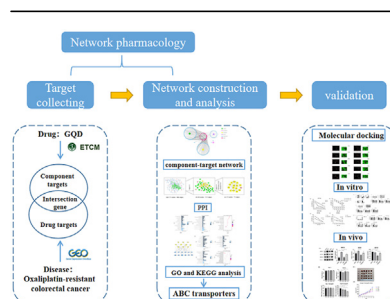 Network pharmacology
Target
collecting
Network construction
and analysis
validation
Drug: GQD
ETCM
Component
targets
Intersection
gene
Drug targets
GEO
Disease:
Oxaliplatin-resistant
colorectal cancer
component-target network
PPI
GO and KEGG analysis
ABC transporters
Molecular docking
In vitro
In vivo